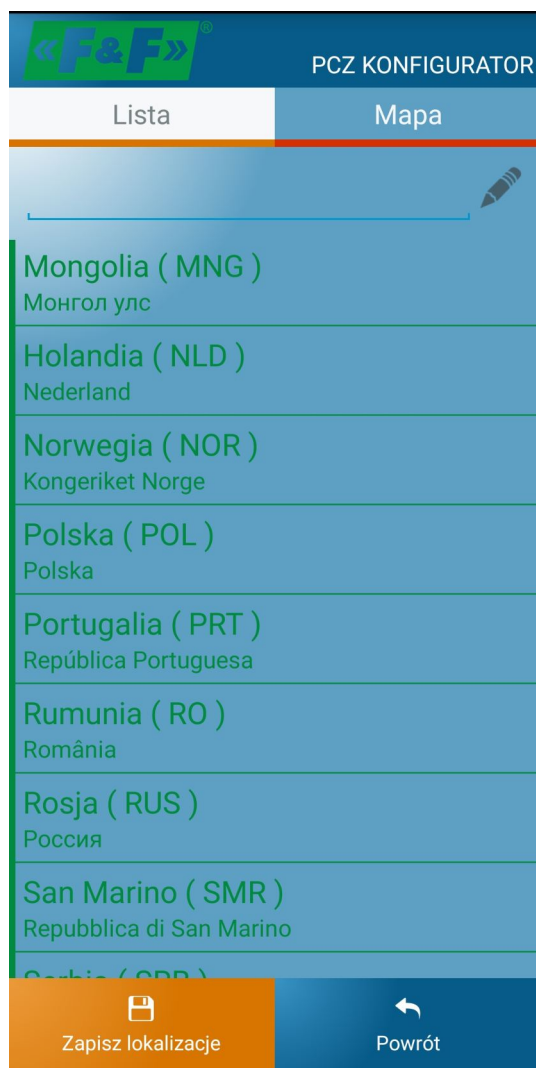 «F&F»®
PCZ KONFIGURATOR
Lista
Mapa
Mongolia ( MNG )
Монгол улс
Holandia ( NLD )
Nederland
Norwegia ( NOR )
Kongeriket Norge
Polska ( POL )
Polska
Portugalia ( PRT )
República Portuguesa
Rumunia ( RO )
România
Rosja ( RUS )
Россия
San Marino ( SMR )
Repubblica di San Marino
Zapisz lokalizacje
Powrót